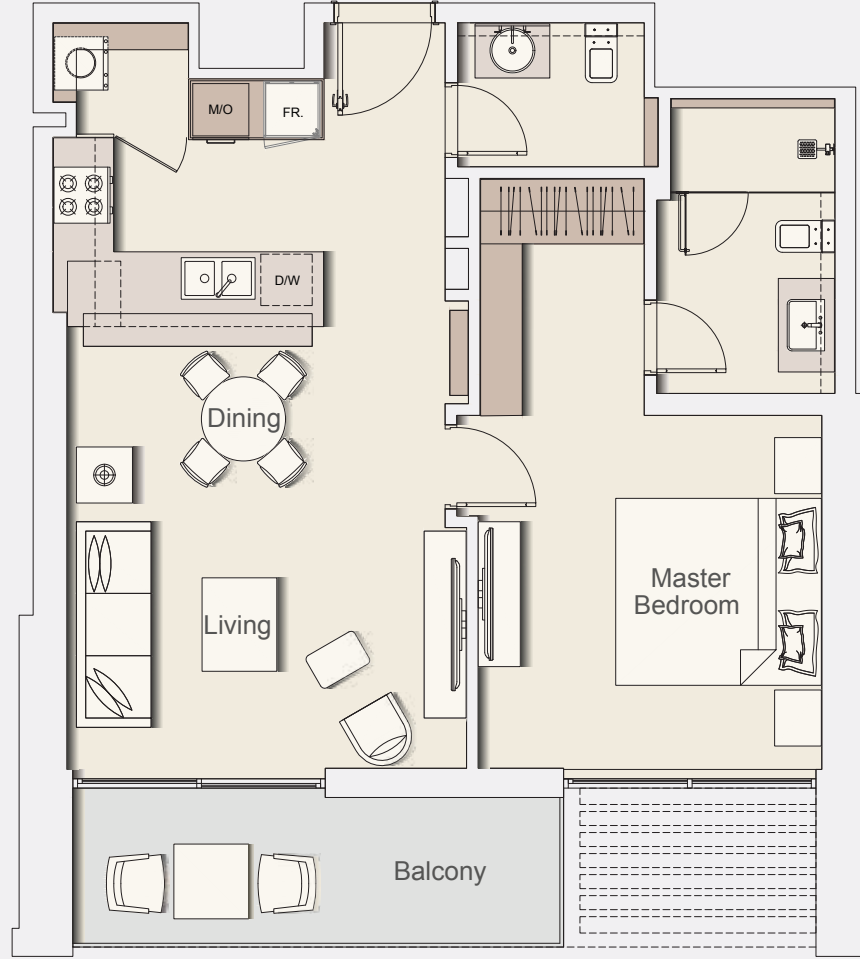 M/O
FR.
D/W
Dining
Living
Master
Bedroom
Balcony